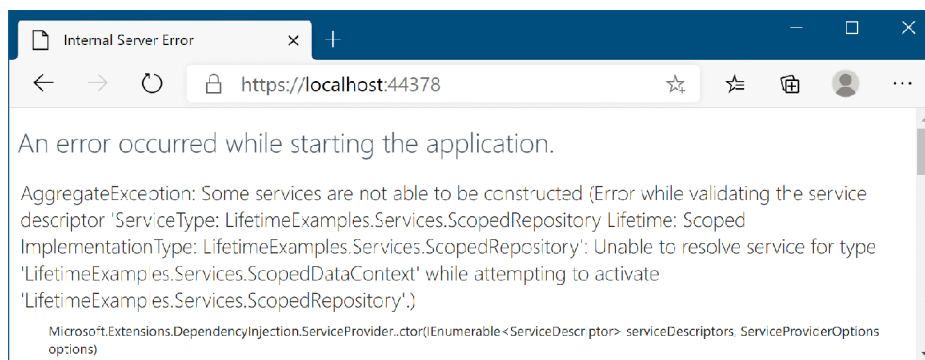 Internal Server Error
https://localhost:44378
An error occurred while starting the application.
AggregateException: Some services are not able to be constructed (Error while validating the service
descriptor 'ServiceType: LifetimeExamples.Services.ScopedRepository Lifetime: Scoped
ImplementationType: LifetimeExamples.Services.ScopedRepository': Unable to resolve service for type
'LifetimeExamples.Services.ScopedDataContext' while attempting to activate
'LifetimeExamples.Services.ScopedRepository'.)
Microsoft.Extensions.DependencyInjection.ServiceProvider..ctor(IEnumerable<ServiceDescriptor> serviceDescriptors, ServiceProviderOptions
options)